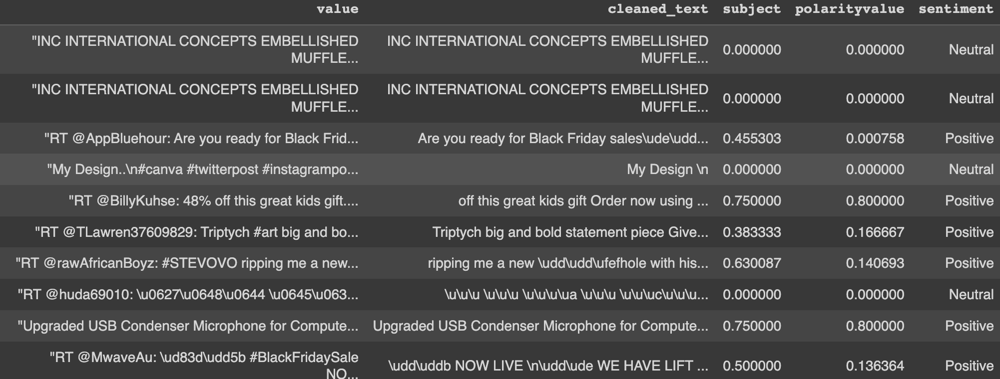 value cleaned_text subject polarityvalue sentiment
"INC INTERNATIONAL CONCEPTS EMBELLISHED MUFFLE... INC INTERNATIONAL CONCEPTS EMBELLISHED MUFFLE... 0.000000 0.000000 Neutral
"INC INTERNATIONAL CONCEPTS EMBELLISHED MUFFLE... INC INTERNATIONAL CONCEPTS EMBELLISHED MUFFLE... 0.000000 0.000000 Neutral
"RT @AppBluehour: Are you ready for Black Frid... Are you ready for Black Friday sales\ude\udd... 0.455303 0.000758 Positive
"My Design..\n#canva #twitterpost #instagrampo... My Design \n 0.000000 0.000000 Neutral
"RT @BillyKuhse: 48% off this great kids gift.... off this great kids gift Order now using ... 0.750000 0.800000 Positive
"RT @TLawren37609829: Triptych #art big and bo... Triptych big and bold statement piece Give... 0.383333 0.166667 Positive
"RT @rawAfricanBoyz: #STEVOVO ripping me a new... ripping me a new \udd\udd\ufefhole with his... 0.630087 0.140693 Positive
"RT @huda69010: \u0627\u0648\u0644 \u0645\u063... \u\u\u \u\u\u \u\u\u\ua \u\u\u \u\u\uc\u\u\u... 0.000000 0.000000 Neutral
"Upgraded USB Condenser Microphone for Compute... Upgraded USB Condenser Microphone for Compute... 0.750000 0.800000 Positive
"RT @MwaveAu: \ud83d\udd5b #BlackFridaySale NO... \udd\uddb NOW LIVE \n\udd\ude WE HAVE LIFT ... 0.500000 0.136364 Positive